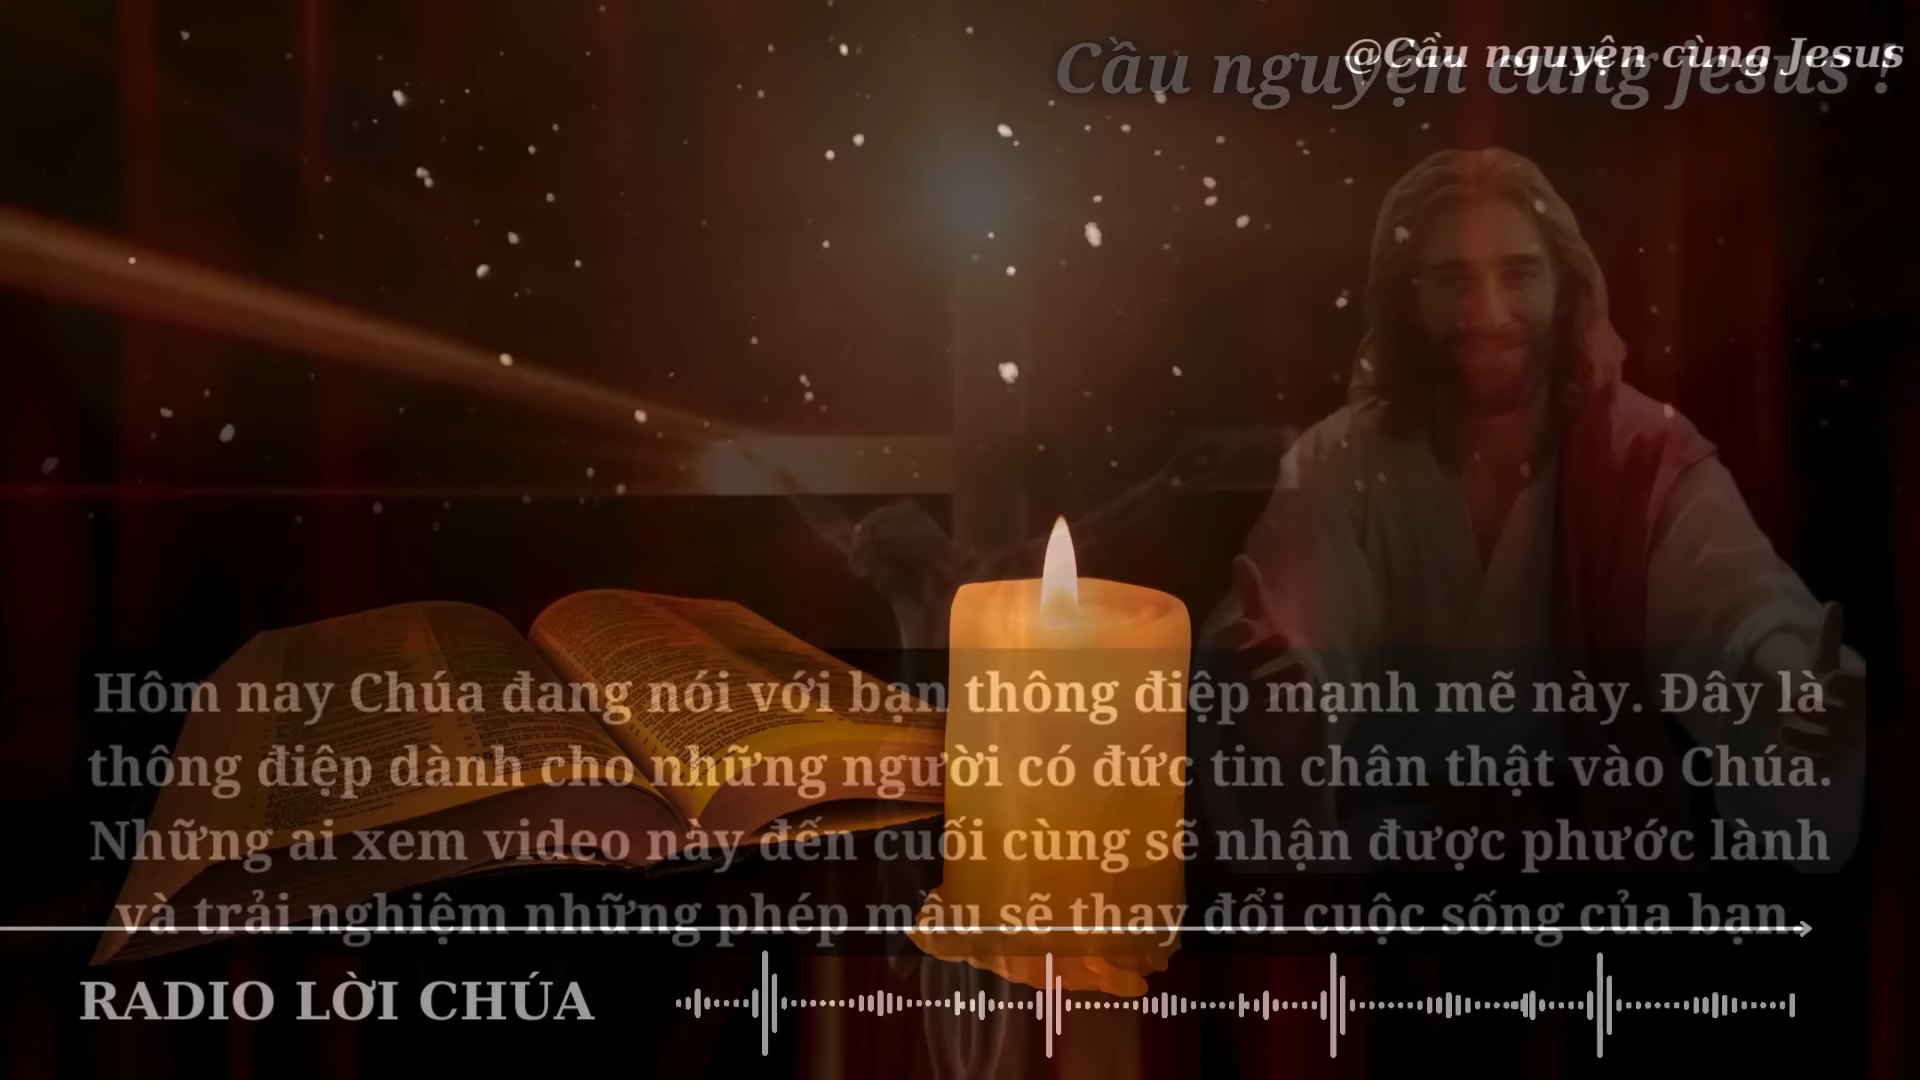 @Cầu nguyện cùng Jesus
Cầu nguyện cùng jesus !
Hôm nay Chúa đang nói với bạn thông điệp mạnh mẽ này. Đây là
thông điệp dành cho những người có đức tin chân thật vào Chúa.
Những ai xem video này đến cuối cùng sẽ nhận được phước lành
và trải nghiệm những phép mầu sẽ thay đổi cuộc sống của bạn.
RADIO LỜI CHÚA